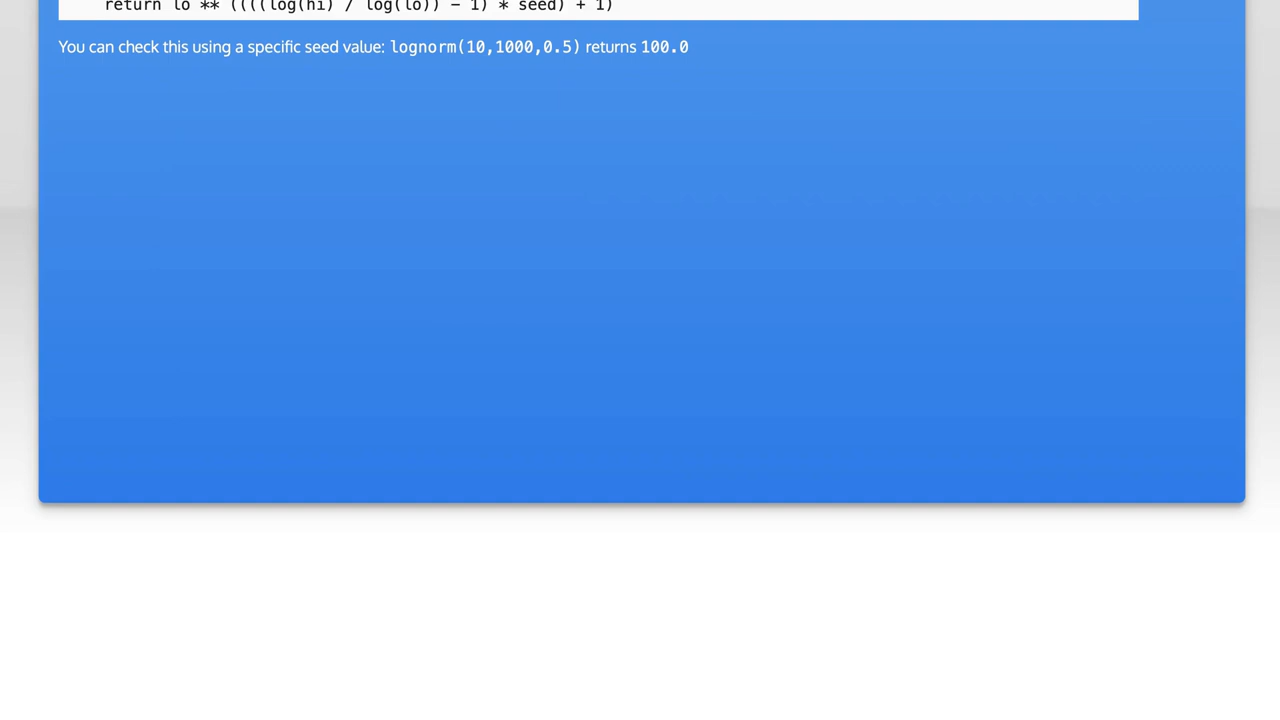 return lo ** ((((log(hi) / log(lo)) - 1) * seed) + 1)
You can check this using a specific seed value: lognorm(10,1000,0.5) returns 100.0